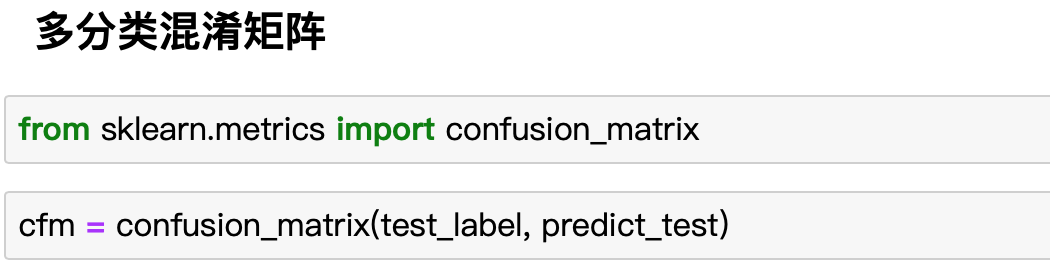 多分类混淆矩阵
from sklearn.metrics import confusion_matrix
cfm = confusion_matrix(test_label, predict_test)